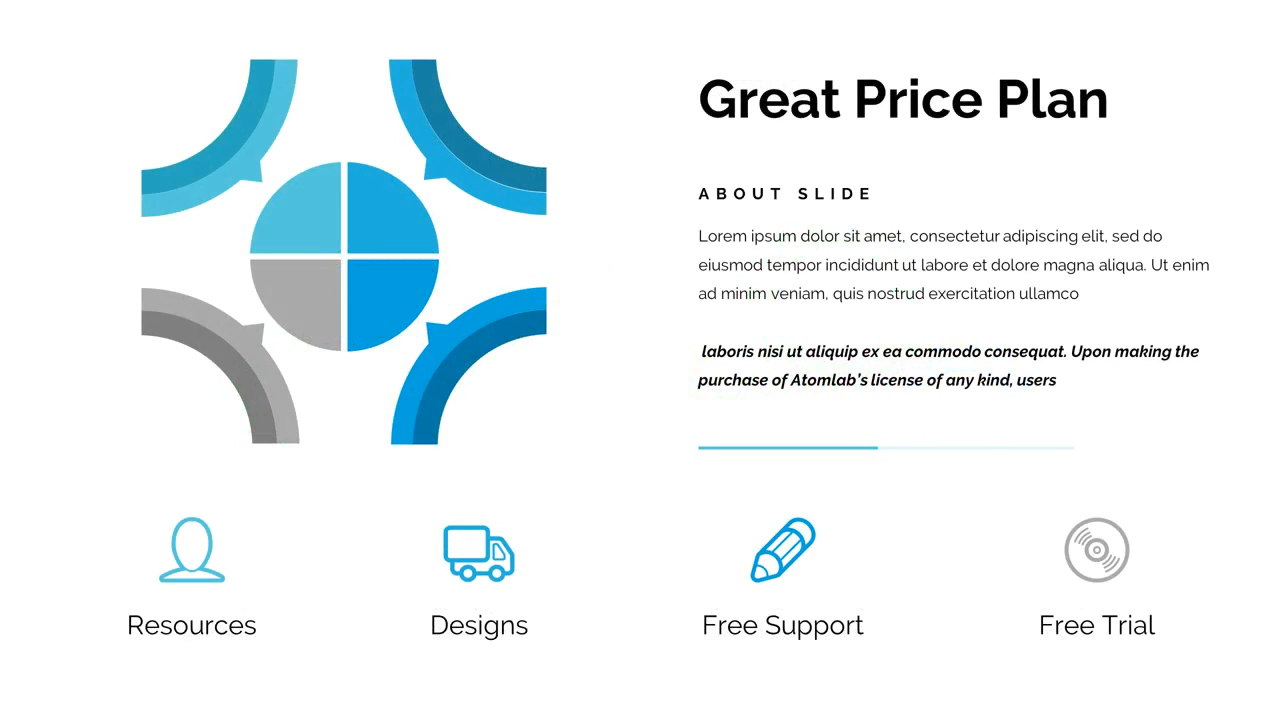 Great Price Plan
ABOUT SLIDE
Lorem ipsum dolor sit amet, consectetur adipiscing elit, sed do
eiusmod tempor incididunt ut labore et dolore magna aliqua. Ut enim
ad minim veniam, quis nostrud exercitation ullamco
laboris nisi ut aliquip ex ea commodo consequat. Upon making the
purchase of Atomlab's license of any kind, users
Resources
Designs
Free Support
Free Trial